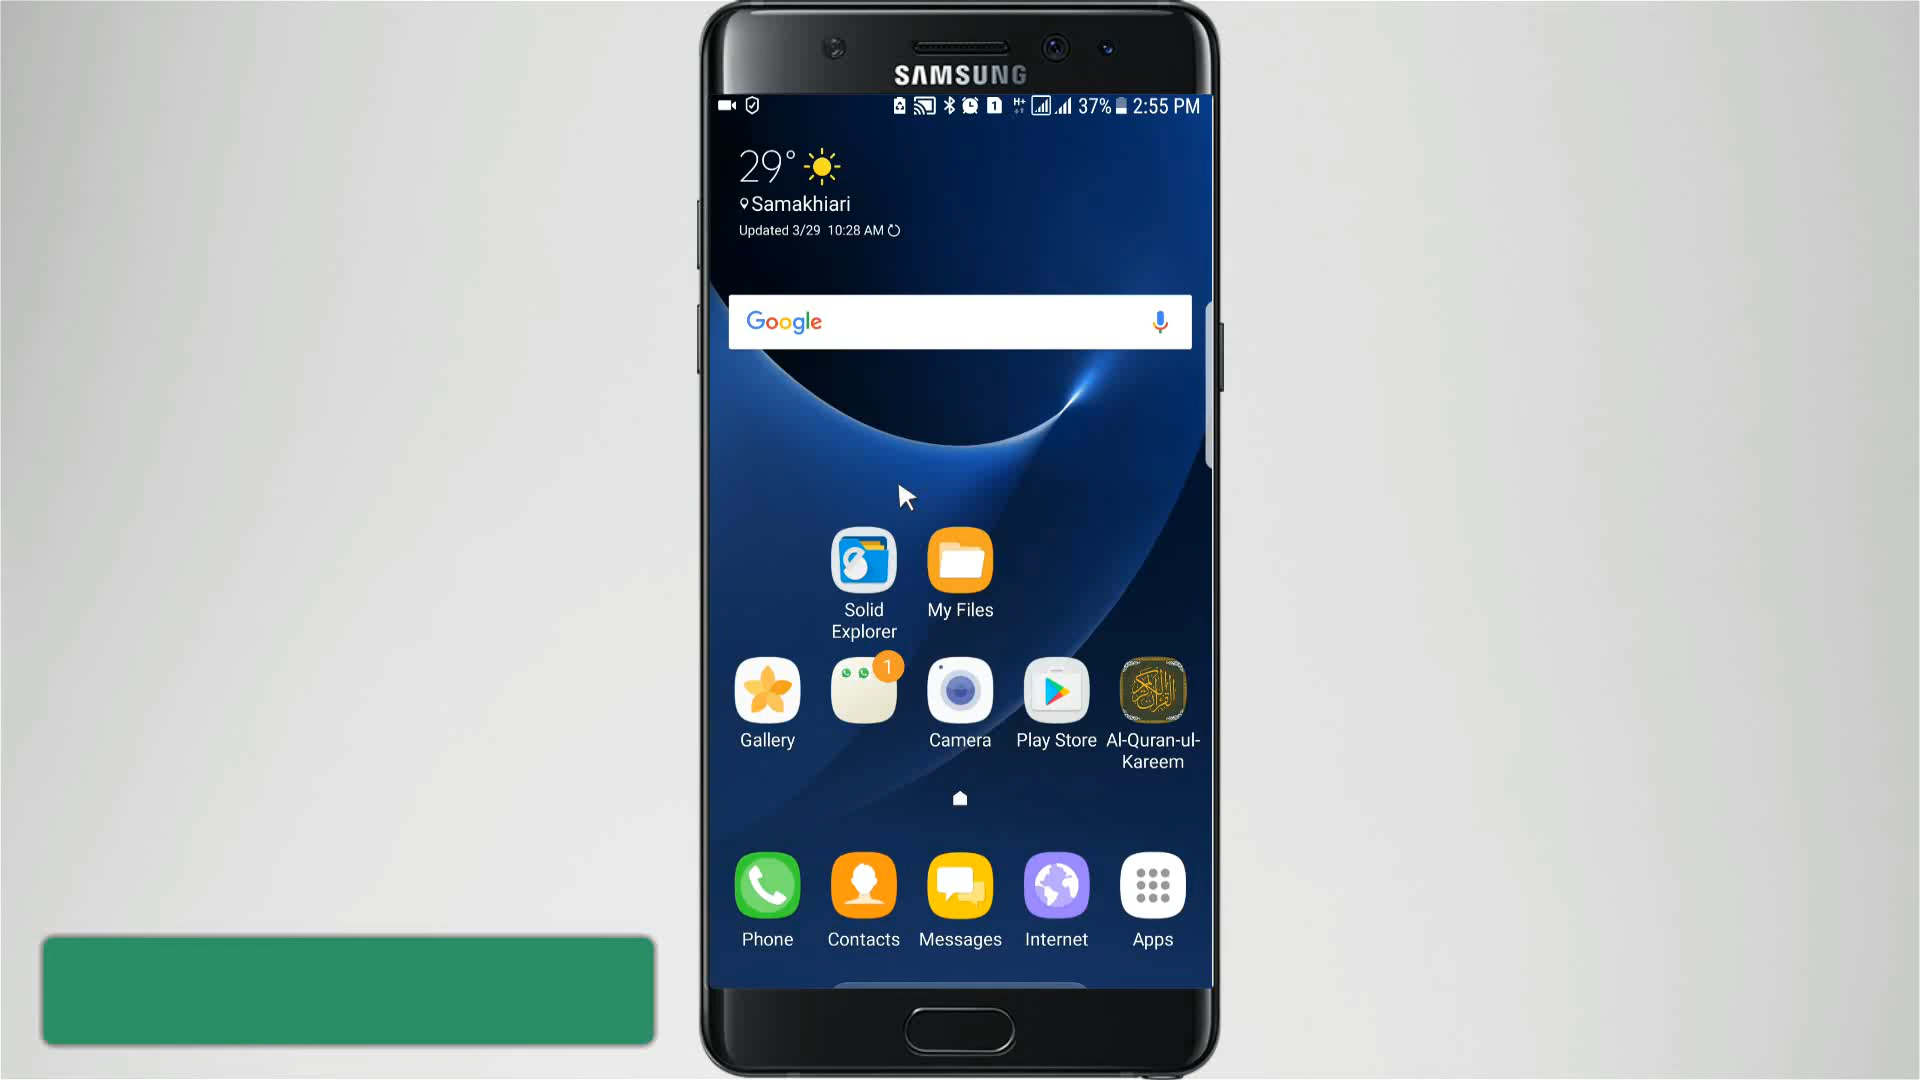 SAMSUNG
1 H+ 37% 2:55 PM
29°
Samakhiari
Updated 3/29 10:28 AM
Google
Solid
Explorer
My Files
1
Gallery
Camera
Play Store
Al-Quran-ul-
Kareem
Phone
Contacts
Messages
Internet
Apps